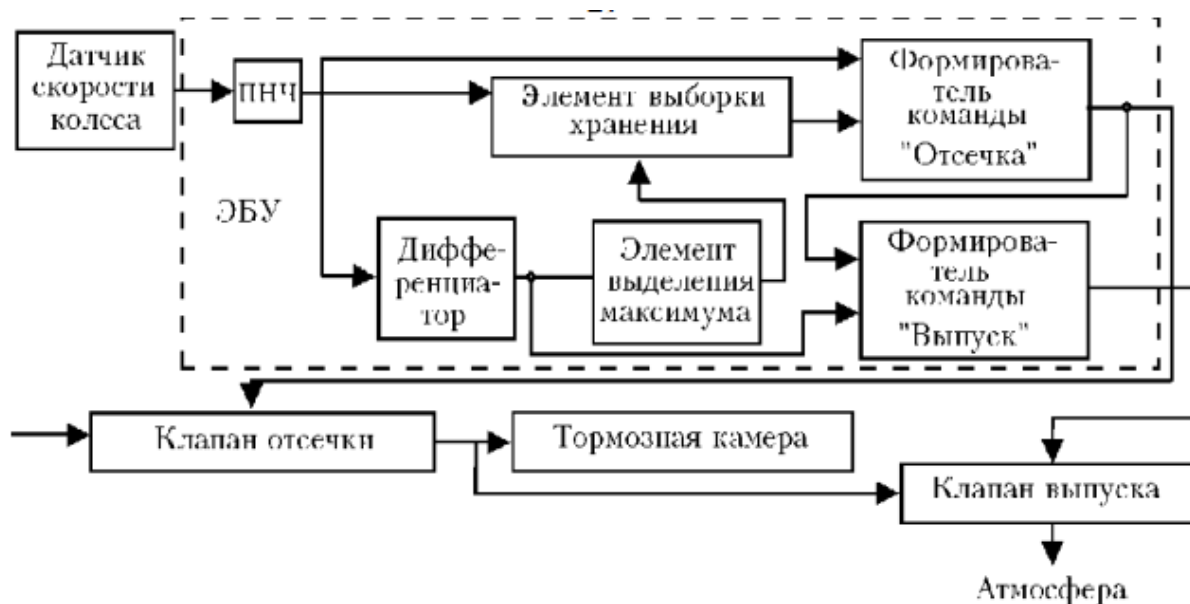 Датчик
скорости
колеса
ПНЧ
Элемент выборки
хранения
Формирова-
тель
команды
"Отсечка"
ЭБУ
Диффе-
ренциа-
тор
Элемент
выделения
максимума
Формирова-
тель
команды
"Выпуск"
Клапан отсечки
Тормозная камера
Клапан выпуска
Атмосфера